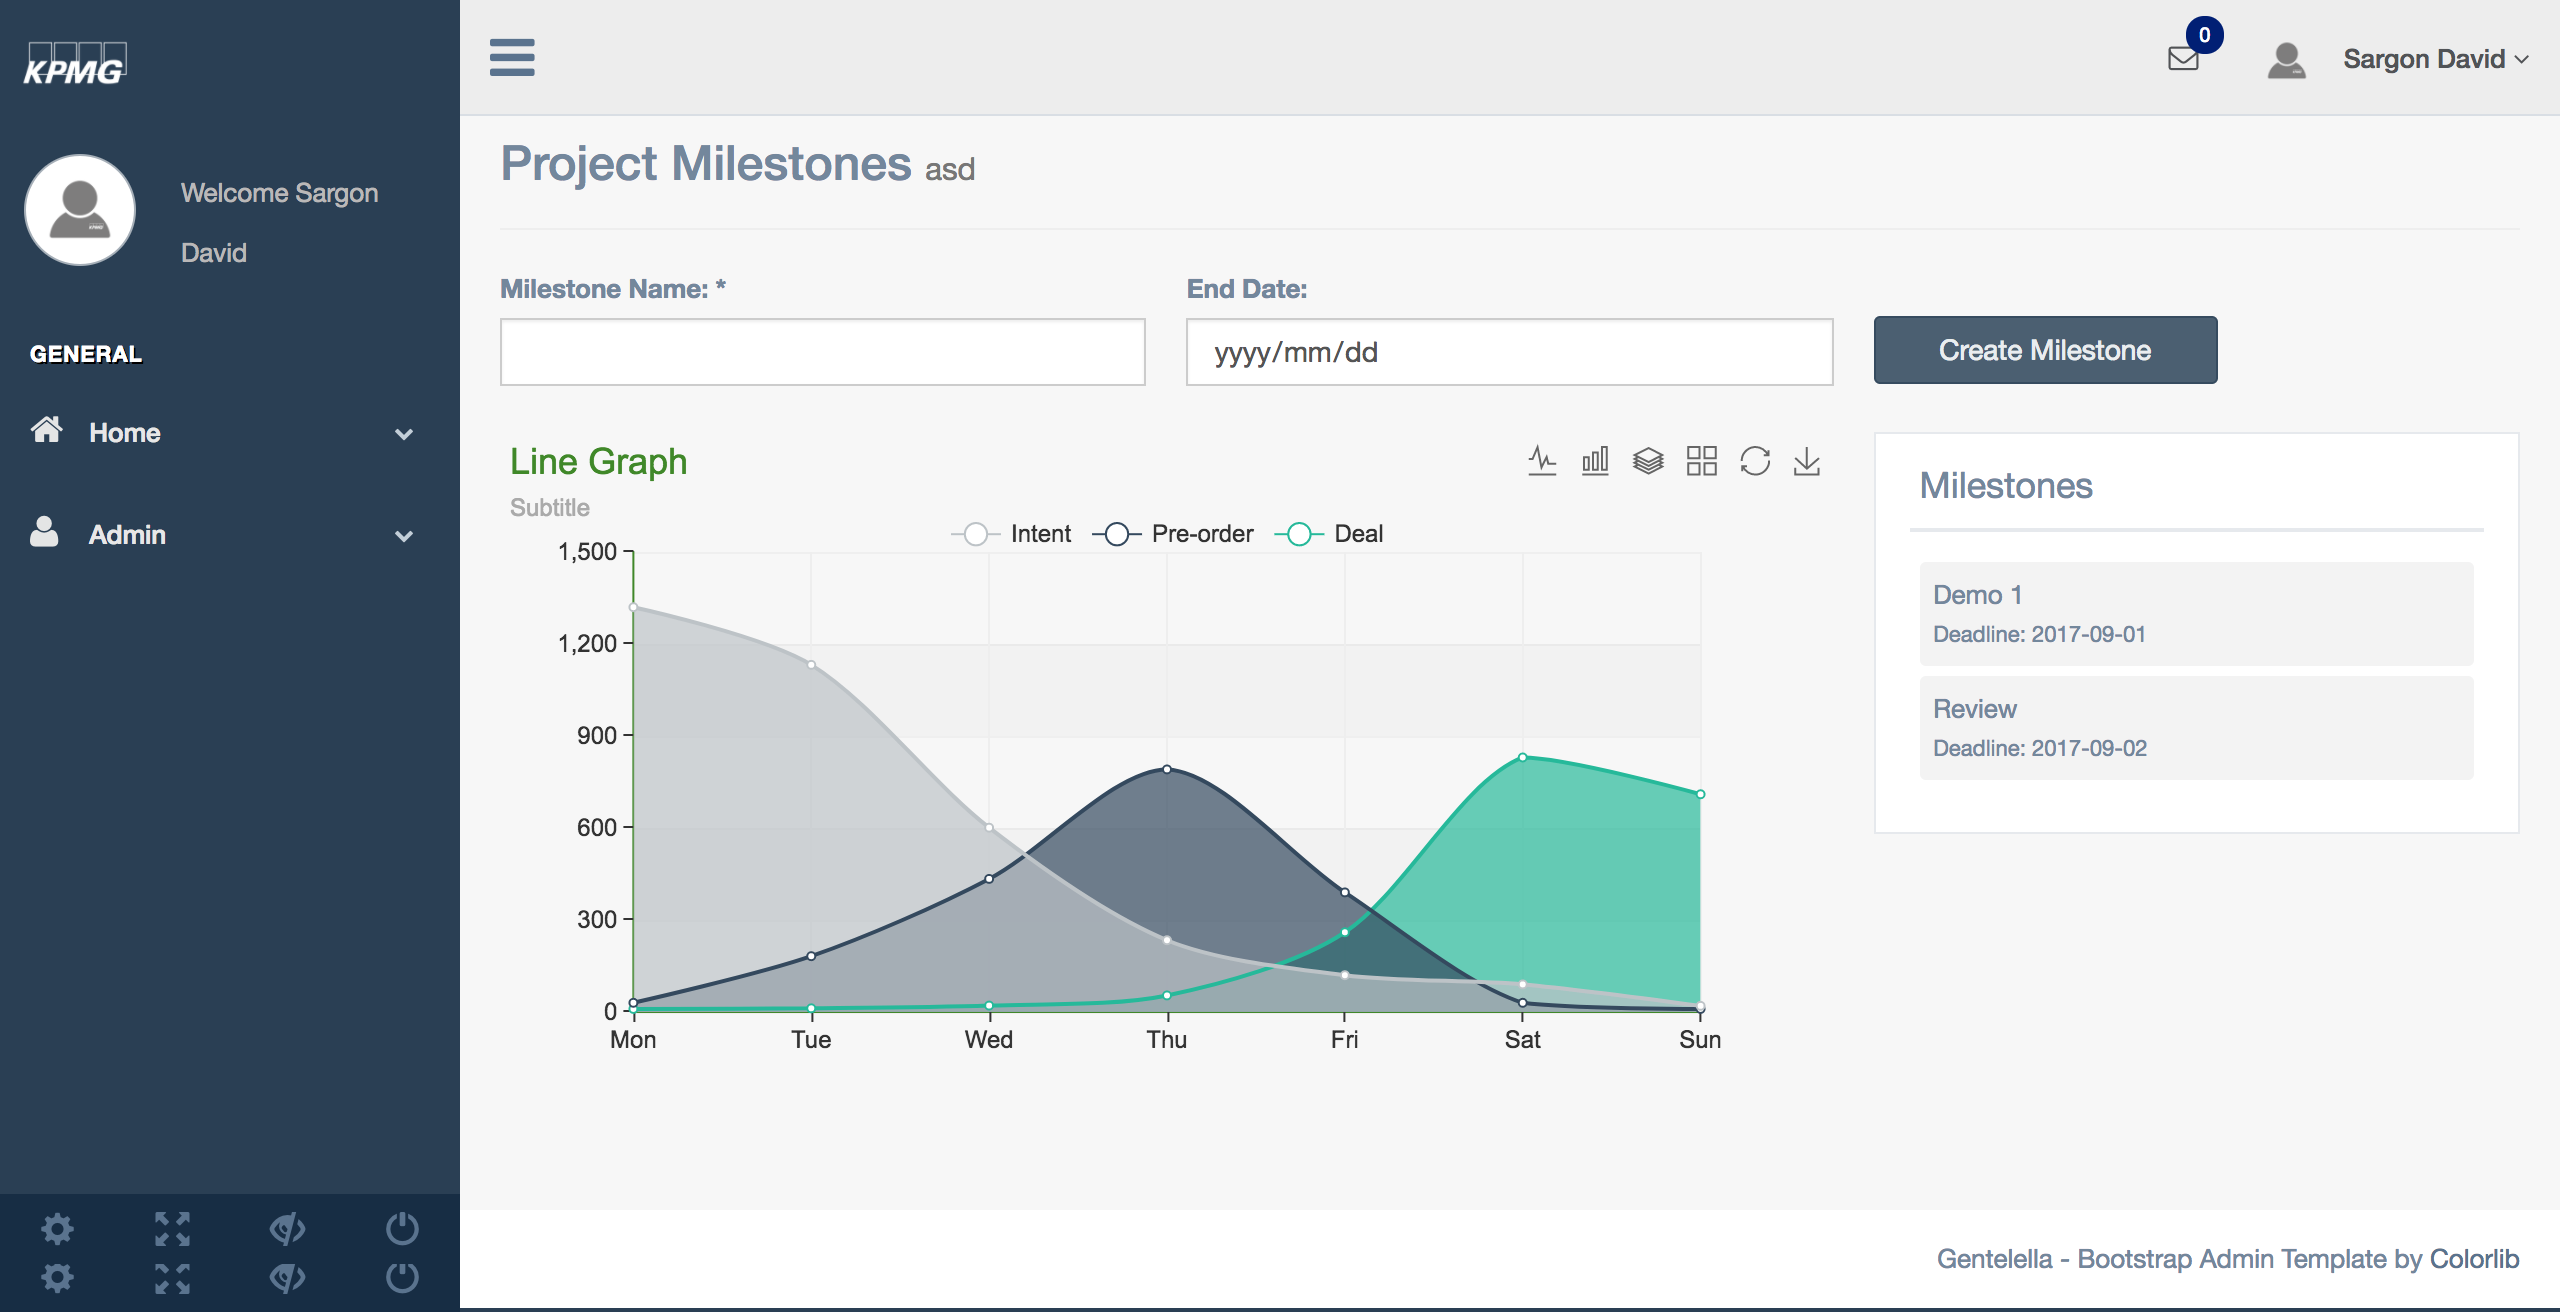 KPMG
Welcome Sargon
David
GENERAL
Home
Admin
0
Sargon David
Project Milestones asd
Milestone Name: *
End Date:
yyyy/mm/dd
Create Milestone
Line Graph
Subtitle
Intent
Pre-order
Deal
1,500
1,200
900
600
300
0
Mon
Tue
Wed
Thu
Fri
Sat
Sun
Milestones
Demo 1
Deadline: 2017-09-01
Review
Deadline: 2017-09-02
Gentelella - Bootstrap Admin Template by Colorlib